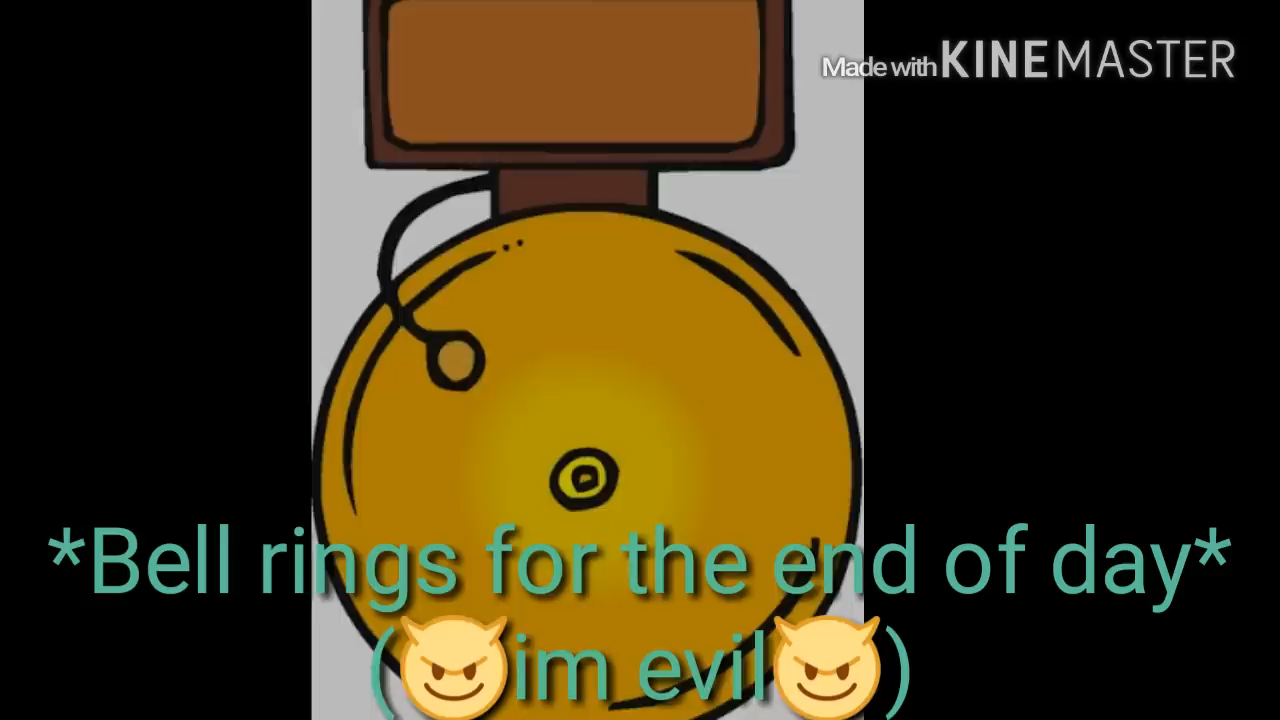 Made with KINEMASTER
*Bell rings for the end of day*
(😈im evil😈)